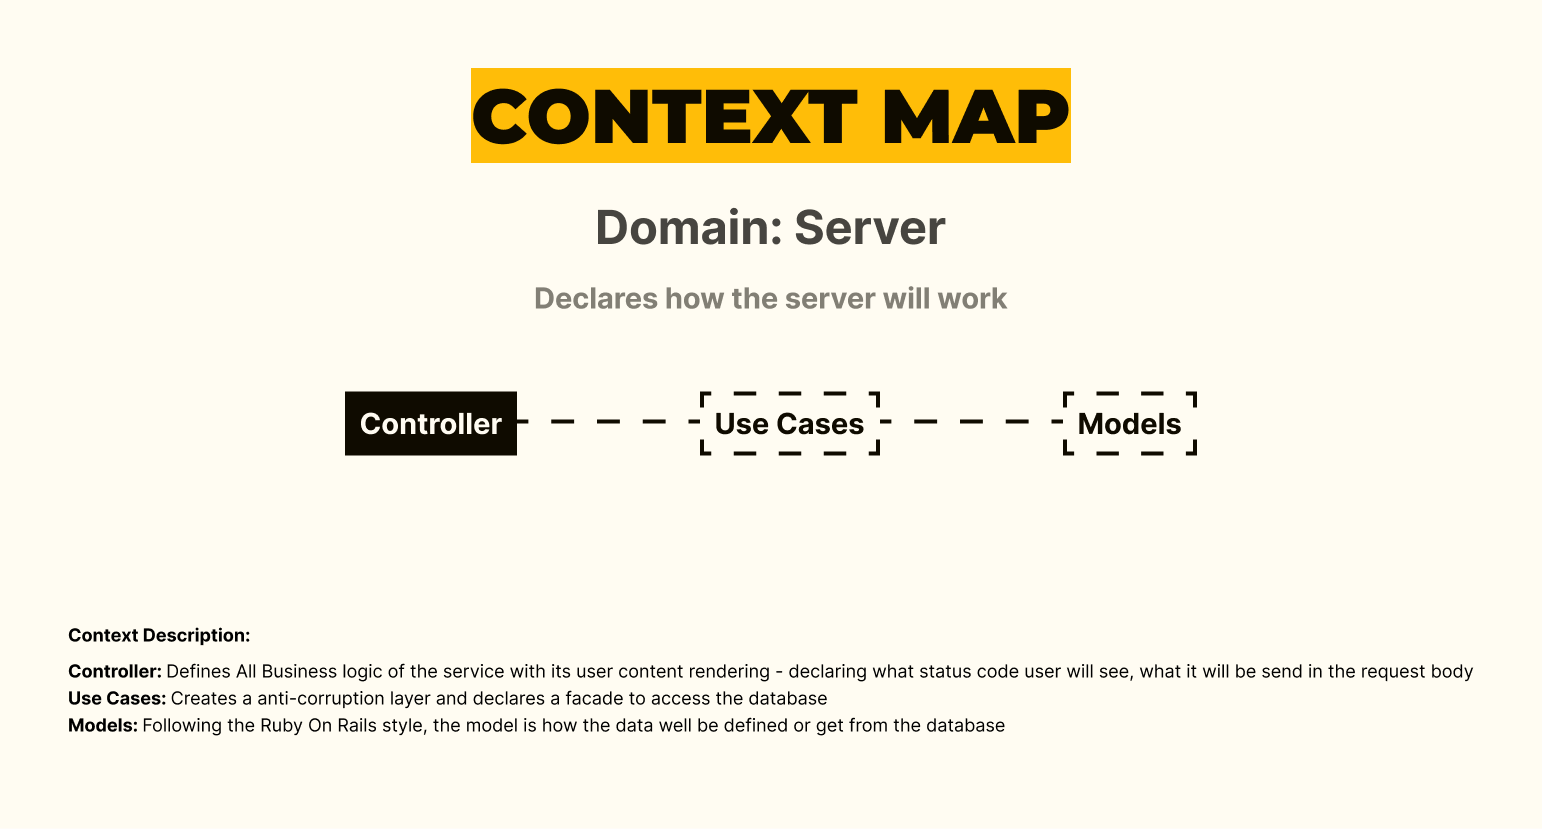 CONTEXT MAP
Domain: Server
Declares how the server will work
Controller
Use Cases
Models
Context Description:
Controller: Defines All Business logic of the service with its user content rendering - declaring what status code user will see, what it will be send in the request body
Use Cases: Creates a anti-corruption layer and declares a facade to access the database
Models: Following the Ruby On Rails style, the model is how the data well be defined or get from the database